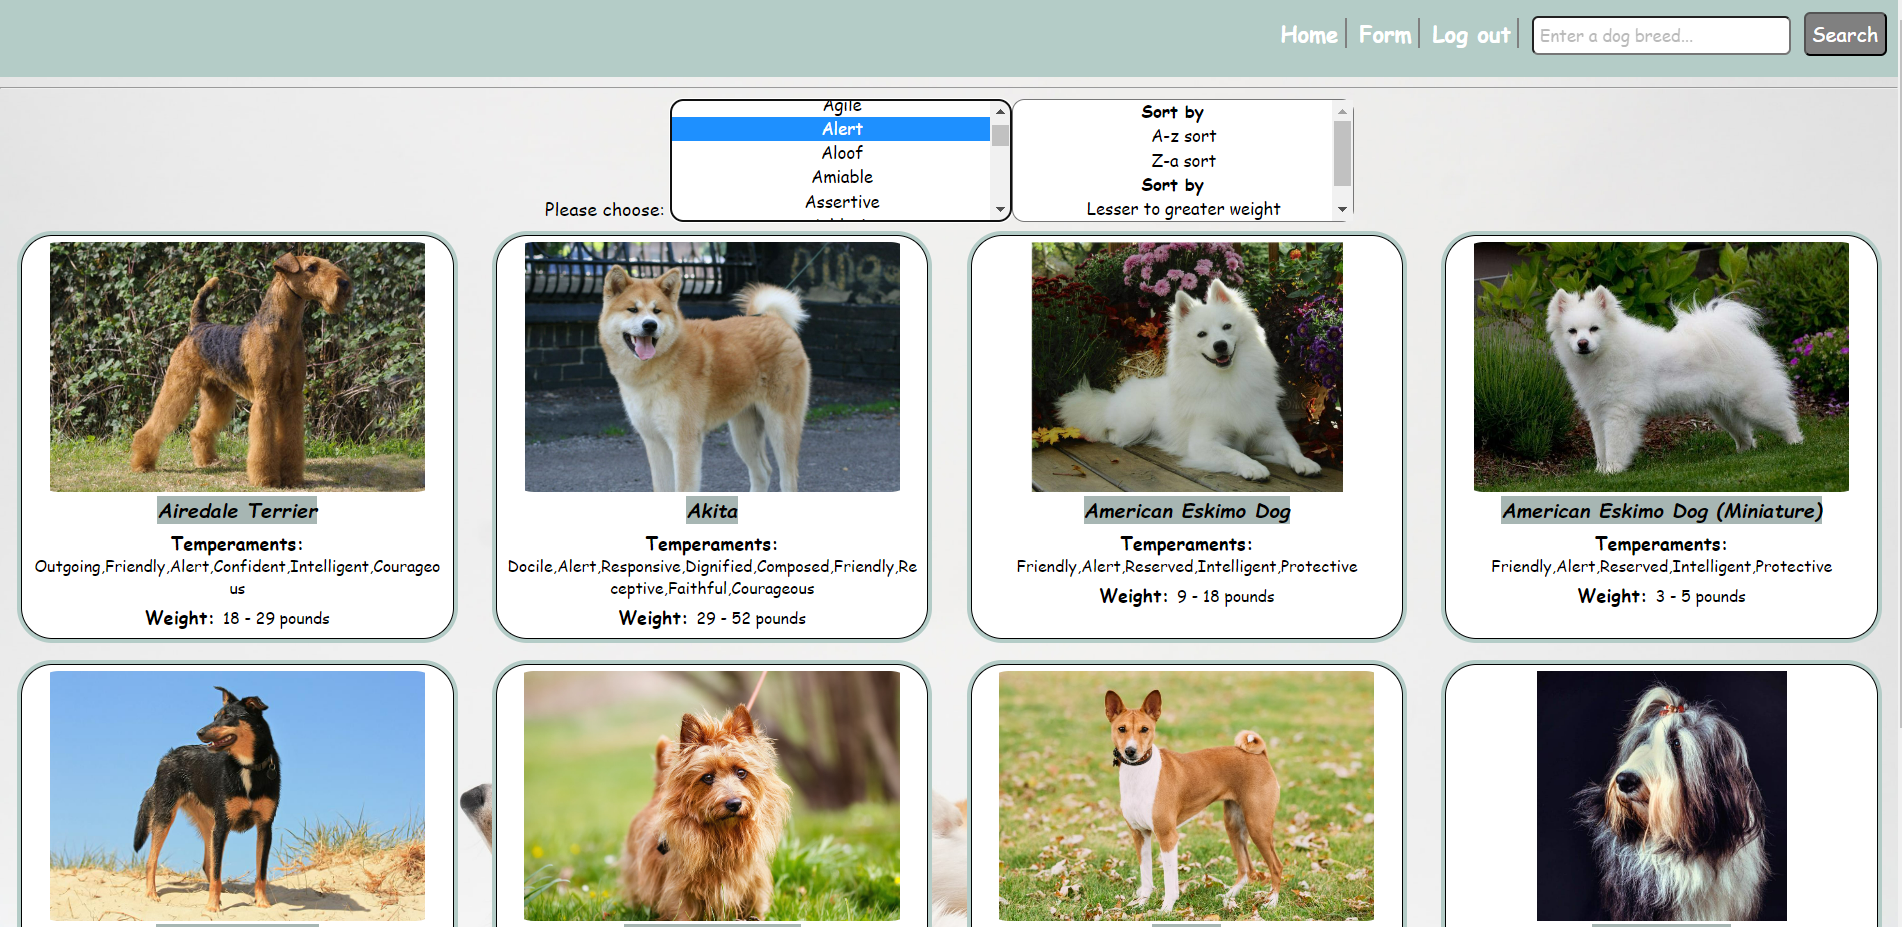 Home Form Log out Enter a dog breed... Search
Agile
Alert
Aloof
Amiable
Assertive
Sort by
A-z sort
Z-a sort
Sort by
Lesser to greater weight
Please choose:
Airedale Terrier
Temperaments:
Outgoing,Friendly,Alert,Confident,Intelligent,Courageo
us
Weight: 18 - 29 pounds
Akita
Temperaments:
Docile,Alert,Responsive,Dignified,Composed,Friendly,Re
ceptive,Faithful,Courageous
Weight: 29 - 52 pounds
American Eskimo Dog
Temperaments:
Friendly,Alert,Reserved,Intelligent,Protective
Weight: 9 - 18 pounds
American Eskimo Dog (Miniature)
Temperaments:
Friendly,Alert,Reserved,Intelligent,Protective
Weight: 3 - 5 pounds